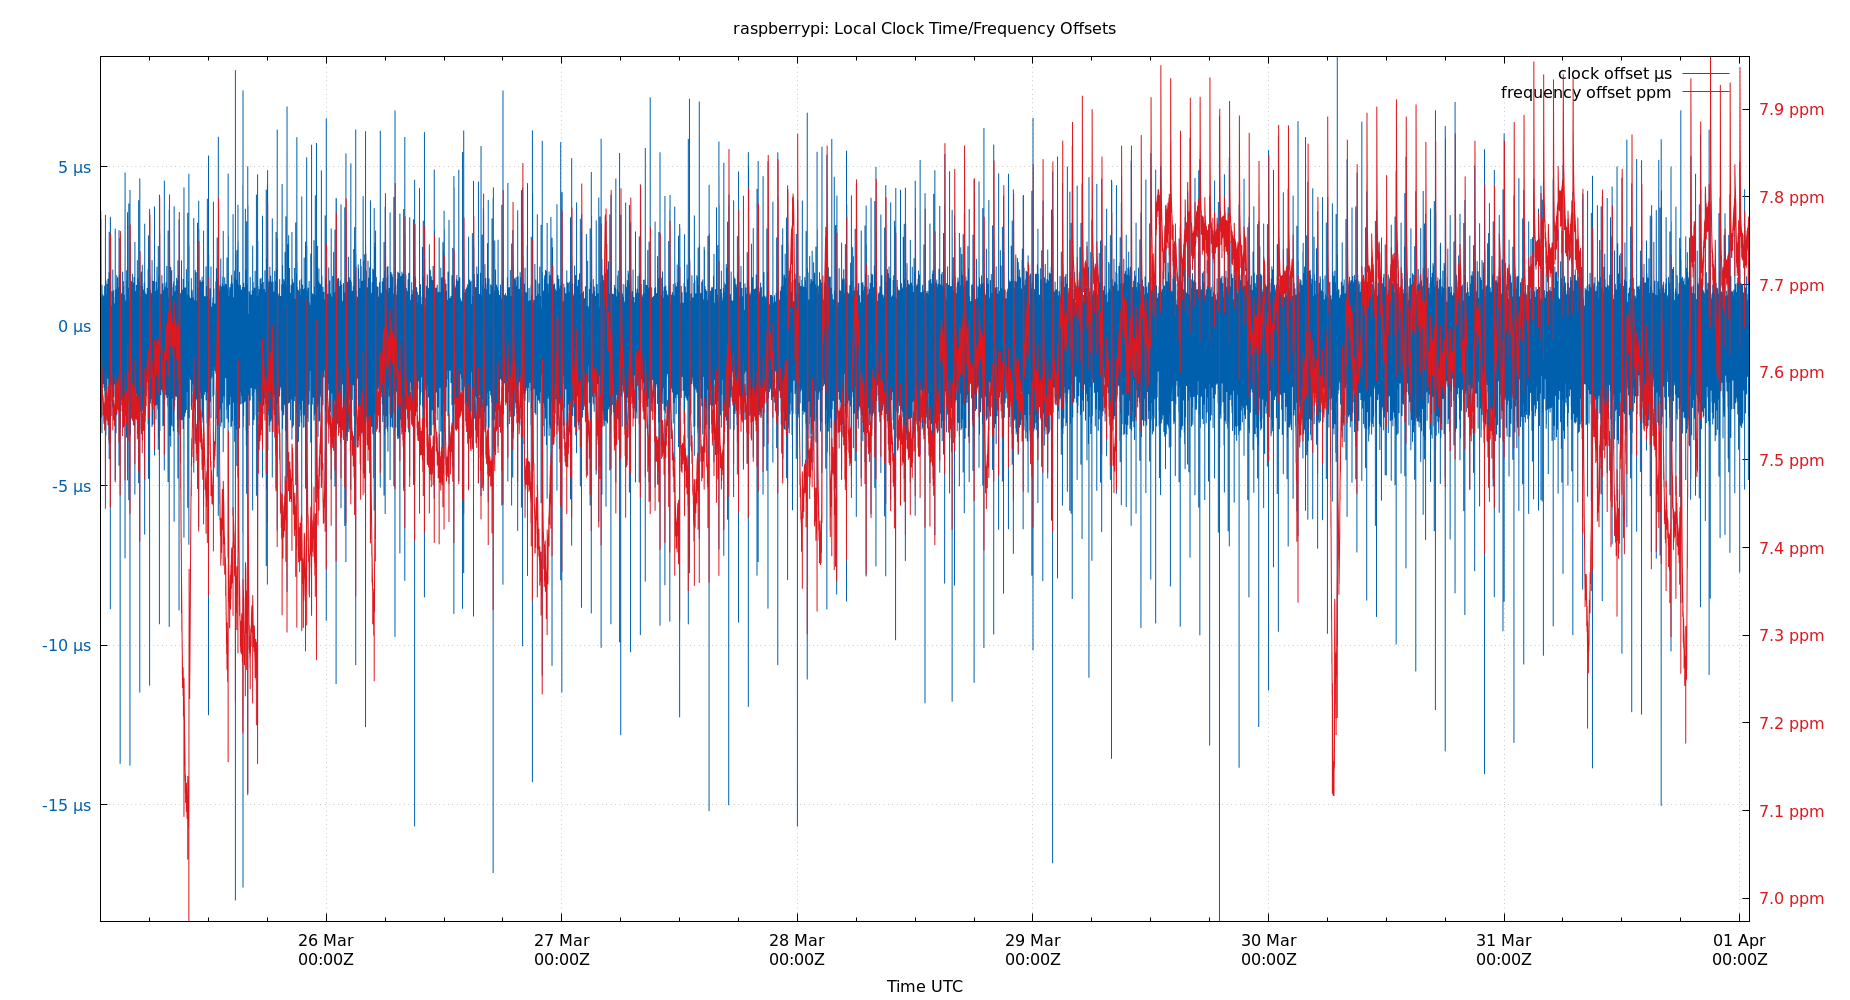 raspberrypi: Local Clock Time/Frequency Offsets
clock offset µs
frequency offset ppm
5 µs
0 µs
-5 µs
-10 µs
-15 µs
7.9 ppm
7.8 ppm
7.7 ppm
7.6 ppm
7.5 ppm
7.4 ppm
7.3 ppm
7.2 ppm
7.1 ppm
7.0 ppm
26 Mar
00:00Z
27 Mar
00:00Z
28 Mar
00:00Z
29 Mar
00:00Z
30 Mar
00:00Z
31 Mar
00:00Z
01 Apr
00:00Z
Time UTC